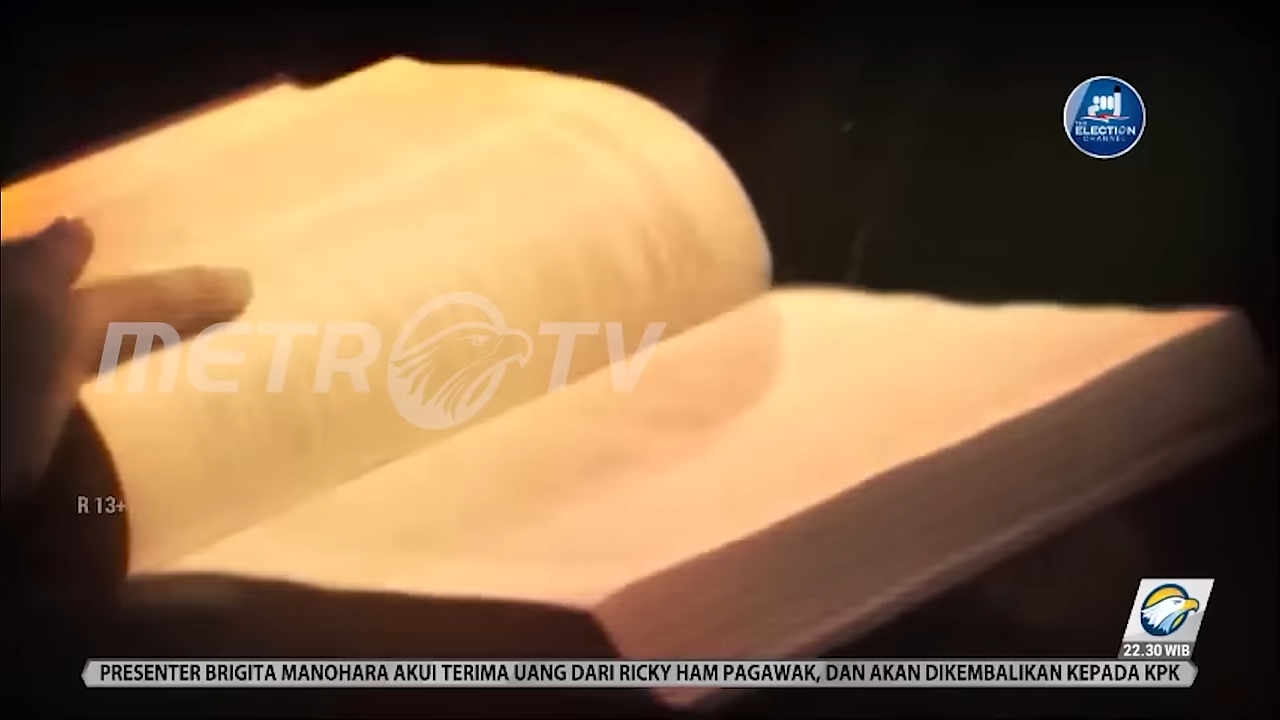 THE
ELECTION
CHANNEL
METRO TV
R 13+
22.30 WIB
PRESENTER BRIGITA MANOHARA AKUI TERIMA UANG DARI RICKY HAM PAGAWAK, DAN AKAN DIKEMBALIKAN KEPADA KPK